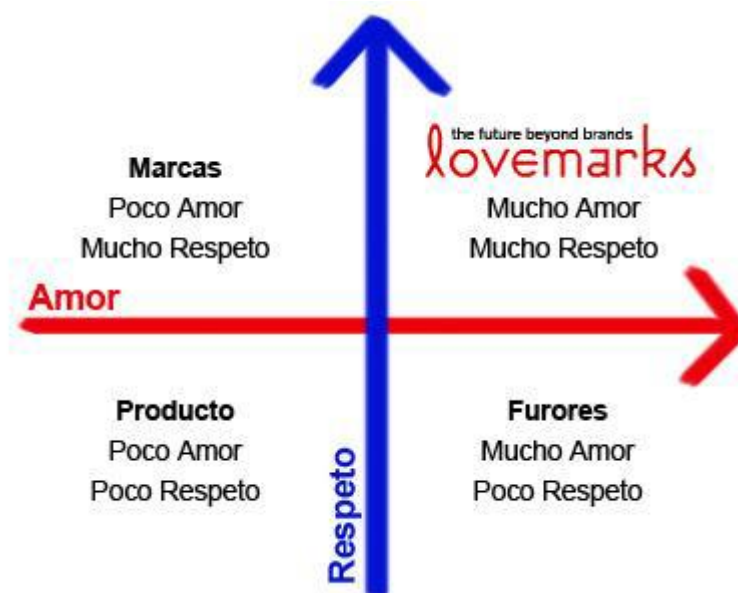 Marcas
Poco Amor
Mucho Respeto
the future beyond brands
lovemarks
Mucho Amor
Mucho Respeto
Amor
Producto
Poco Amor
Poco Respeto
Respeto
Furores
Mucho Amor
Poco Respeto